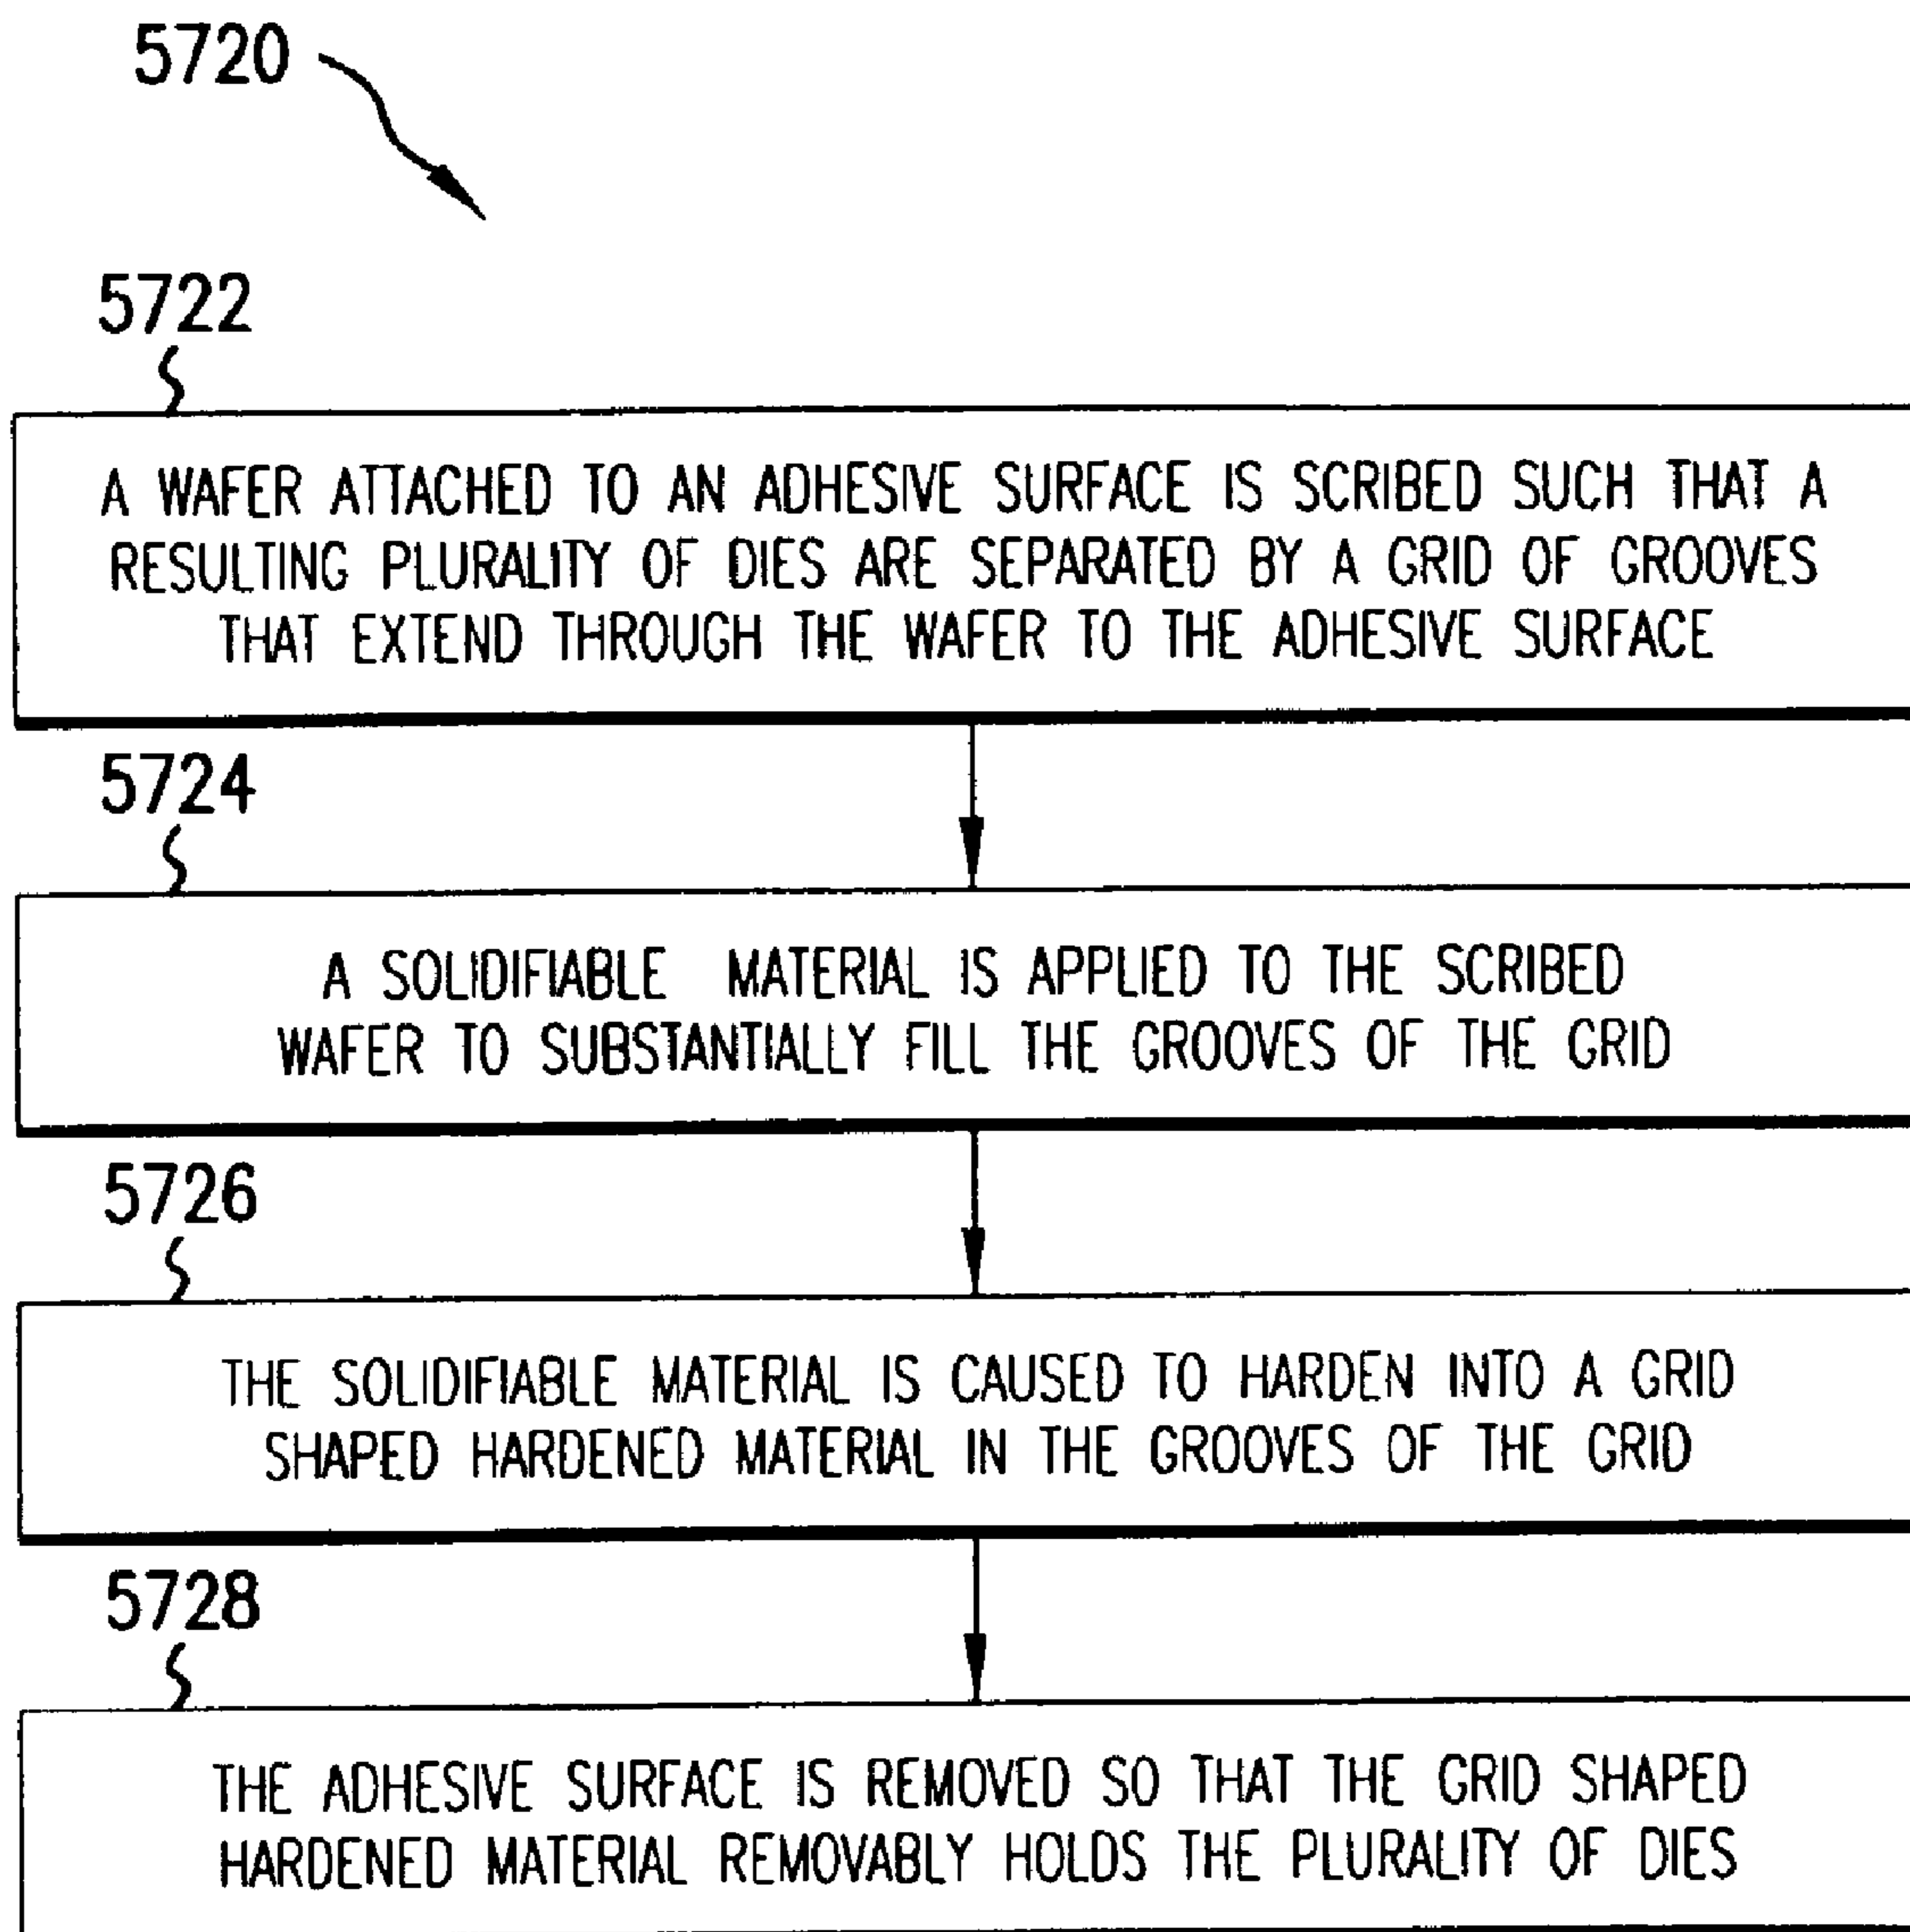 5720
5722
A WAFER ATTACHED TO AN ADHESIVE SURFACE IS SCRIBED SUCH THAT A
RESULTING PLURALITY OF DIES ARE SEPARATED BY A GRID OF GROOVES
THAT EXTEND THROUGH THE WAFER TO THE ADHESIVE SURFACE
5724
A SOLIDIFIABLE MATERIAL IS APPLIED TO THE SCRIBED
WAFER TO SUBSTANTIALLY FILL THE GROOVES OF THE GRID
5726
THE SOLIDIFIABLE MATERIAL IS CAUSED TO HARDEN INTO A GRID
SHAPED HARDENED MATERIAL IN THE GROOVES OF THE GRID
5728
THE ADHESIVE SURFACE IS REMOVED SO THAT THE GRID SHAPED
HARDENED MATERIAL REMOVABLY HOLDS THE PLURALITY OF DIES